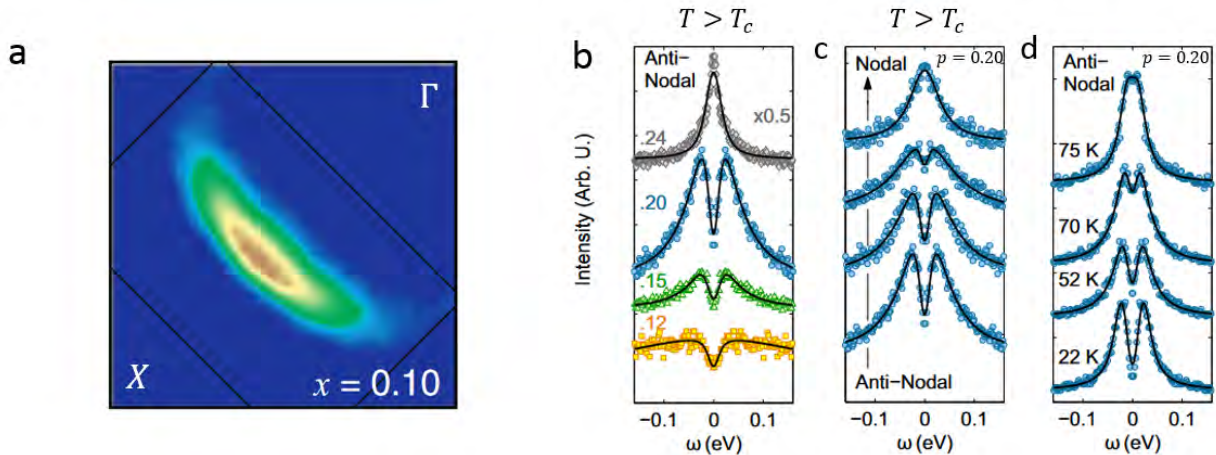 a
Γ
X
x = 0.10
T > T_c
b
Anti-
Nodal
x0.5
.24
.20
.15
.12
Intensity (Arb. U.)
−0.1 0 0.1
ω (eV)
T > T_c
c
Nodal
p = 0.20
Anti-Nodal
−0.1 0 0.1
ω (eV)
d
Anti-
Nodal
p = 0.20
75 K
70 K
52 K
22 K
−0.1 0 0.1
ω (eV)